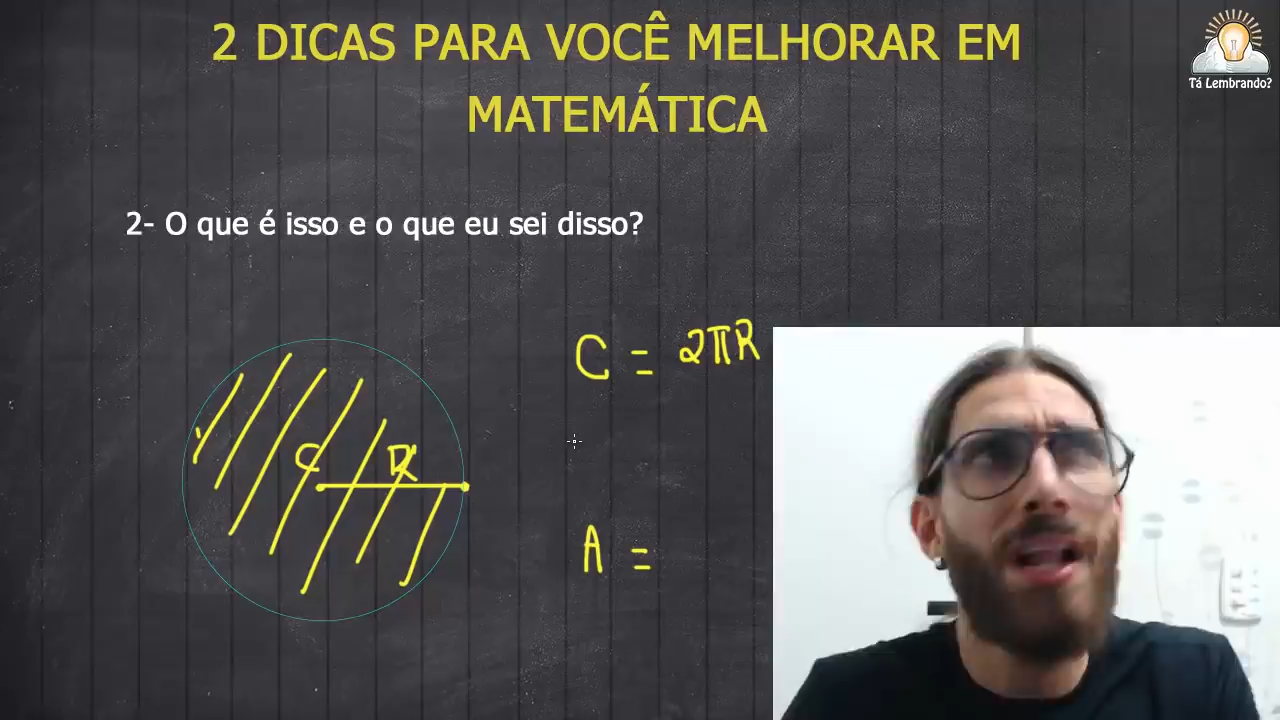 2 DICAS PARA VOCÊ MELHORAR EM
MATEMÁTICA
Tá Lembrando?
2- O que é isso e o que eu sei disso?
C = 2πR
C R
A =